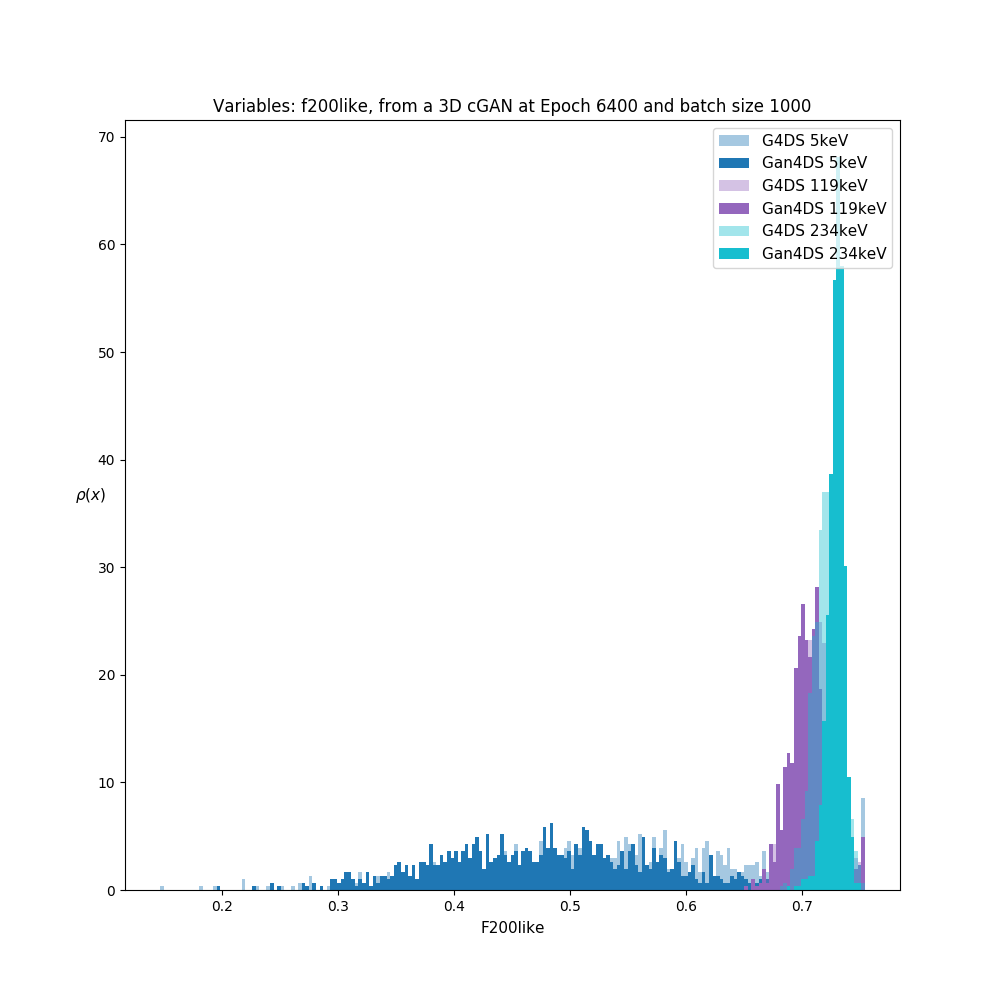 Variables: f200like, from a 3D cGAN at Epoch 6400 and batch size 1000
70
60
50
40
30
20
10
0
ρ(x)
G4DS 5keV
Gan4DS 5keV
G4DS 119keV
Gan4DS 119keV
G4DS 234keV
Gan4DS 234keV
0.2 0.3 0.4 0.5 0.6 0.7
F200like